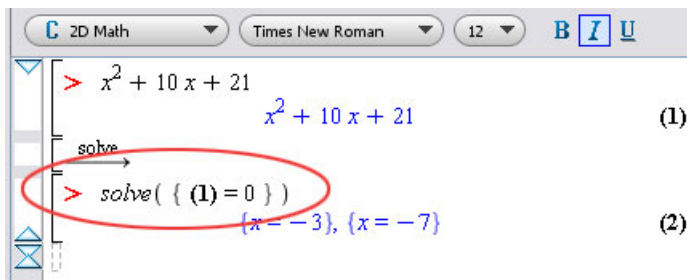 C 2D Math Times New Roman 12 B I U
> x² + 10 x + 21
x² + 10 x + 21 (1)
solve
> solve( { (1) = 0 } )
{x = −3}, {x = −7} (2)